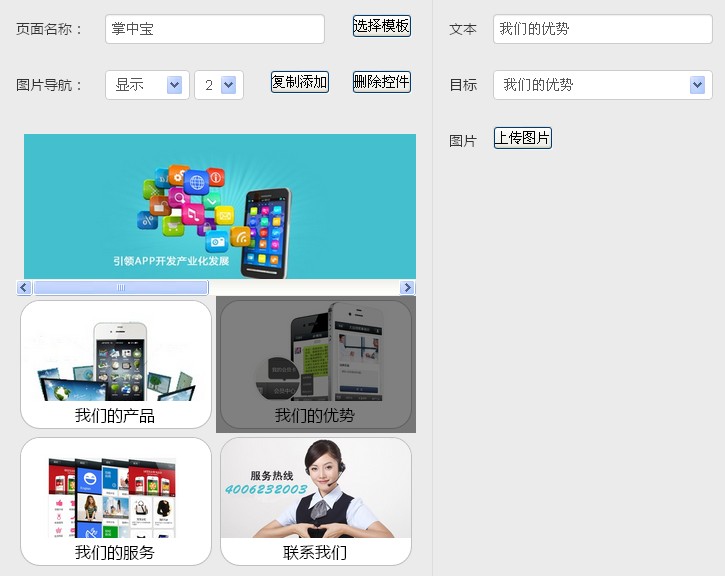 页面名称：
掌中宝
选择模板
图片导航：
显示
2
复制添加
删除控件
引领APP开发产业化发展
我们的产品
我们的优势
我们的服务
服务热线
4006232003
联系我们
文本
我们的优势
目标
我们的优势
图片
上传图片